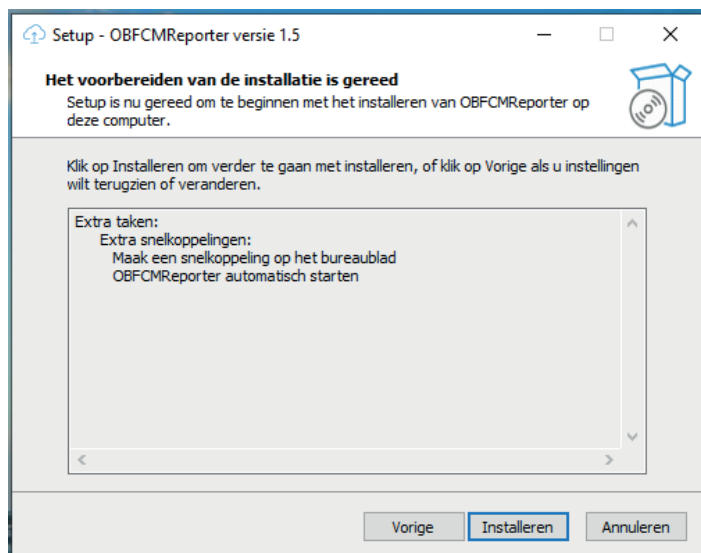 Setup - OBFCMReporter versie 1.5
Het voorbereiden van de installatie is gereed
Setup is nu gereed om te beginnen met het installeren van OBFCMReporter op
deze computer.
Klik op Installeren om verder te gaan met installeren, of klik op Vorige als u instellingen
wilt terugzien of veranderen.
Extra taken:
Extra snelkoppelingen:
Maak een snelkoppeling op het bureaublad
OBFCMReporter automatisch starten
Vorige
Installeren
Annuleren